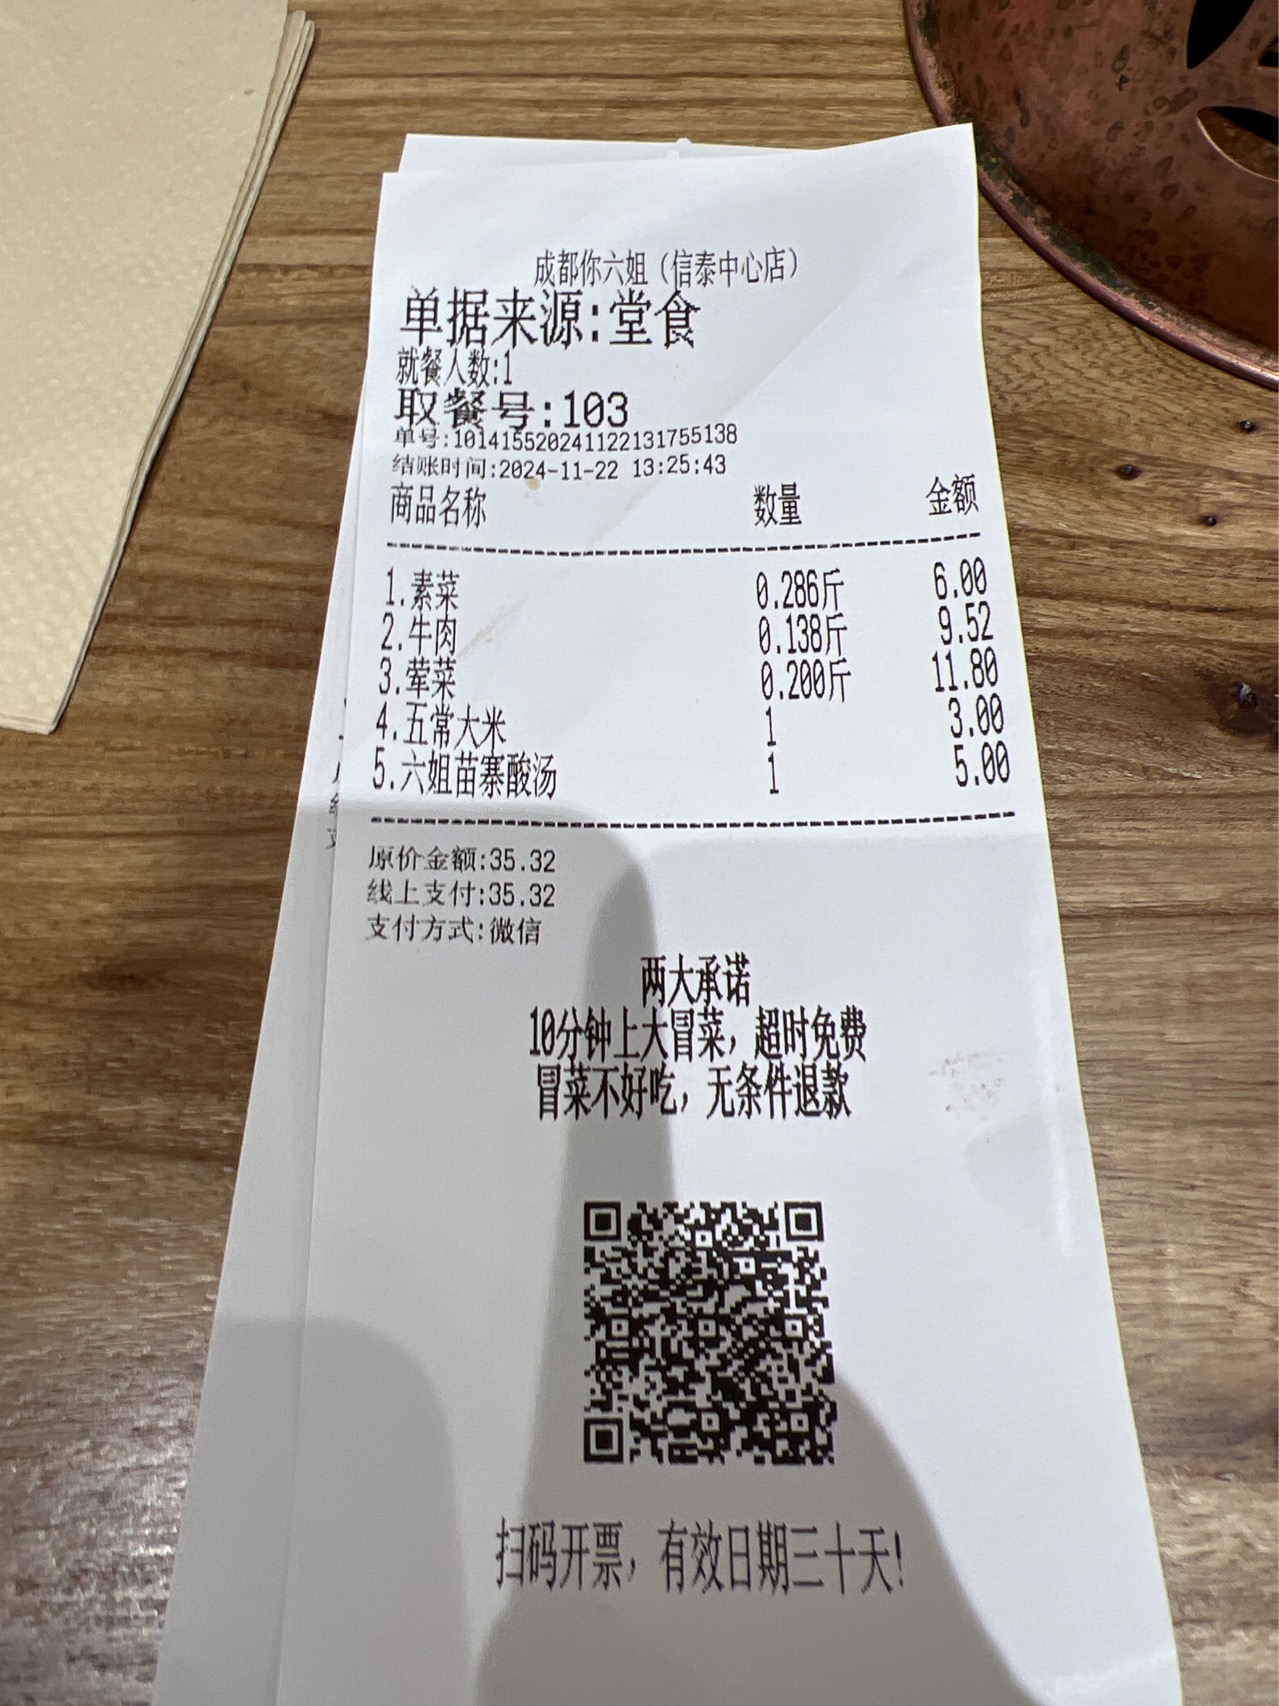 成都你六姐（信泰中心店）
单据来源:堂食
就餐人数:1
取餐号:103
单号:101415520241122131755138
结账时间:2024-11-22 13:25:43
商品名称 数量 金额
1.素菜 0.286斤 6.00
2.牛肉 0.138斤 9.52
3.荤菜 0.200斤 11.80
4.五常大米 1 3.00
5.六姐苗寨酸汤 1 5.00
原价金额:35.32
线上支付:35.32
支付方式:微信
两大承诺
10分钟上大冒菜，超时免费
冒菜不好吃，无条件退款
扫码开票，有效日期三十天!